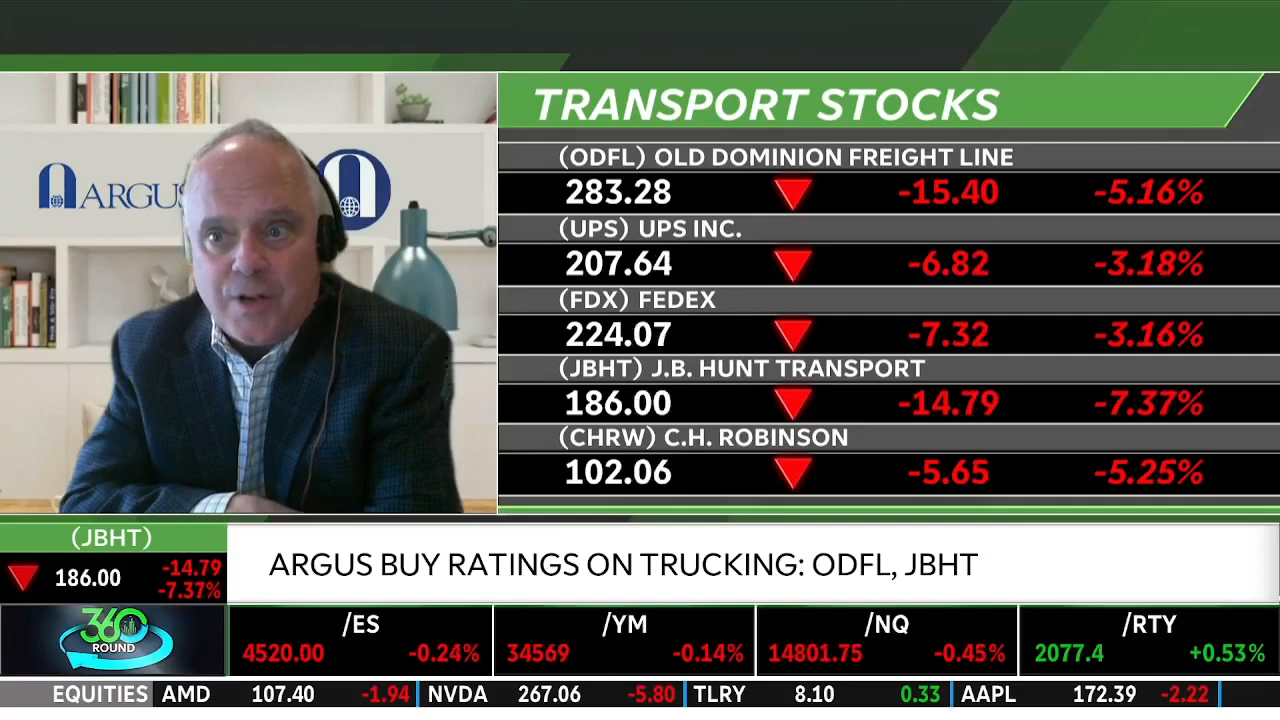 TRANSPORT STOCKS
ARGUS
(ODFL) OLD DOMINION FREIGHT LINE
283.28 -15.40 -5.16%
(UPS) UPS INC.
207.64 -6.82 -3.18%
(FDX) FEDEX
224.07 -7.32 -3.16%
(JBHT) J.B. HUNT TRANSPORT
186.00 -14.79 -7.37%
(CHRW) C.H. ROBINSON
102.06 -5.65 -5.25%
(JBHT)
186.00 -14.79
-7.37%
ARGUS BUY RATINGS ON TRUCKING: ODFL, JBHT
360
ROUND
/ES
4520.00 -0.24%
/YM
34569 -0.14%
/NQ
14801.75 -0.45%
/RTY
2077.4 +0.53%
EQUITIES AMD 107.40 -1.94 NVDA 267.06 -5.80 TLRY 8.10 0.33 AAPL 172.39 -2.22